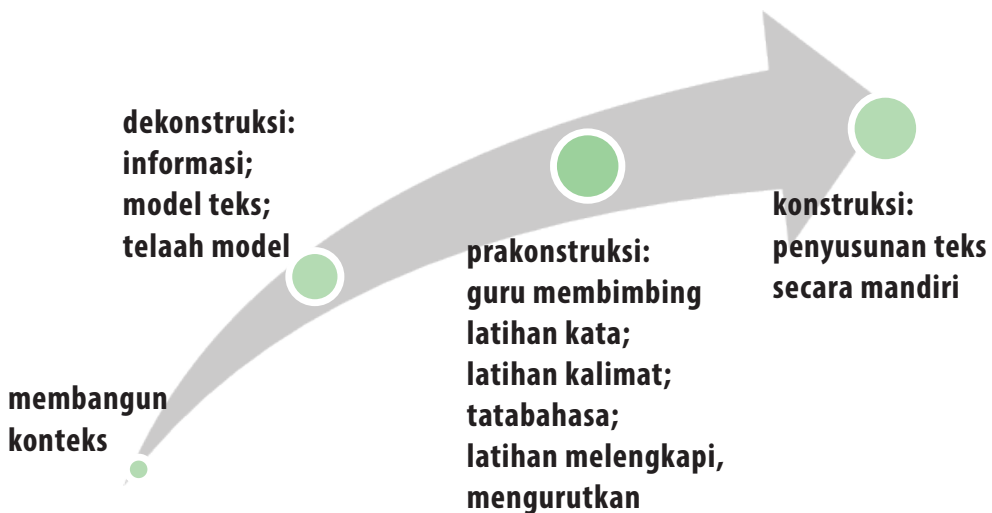 membangun
konteks
dekonstruksi:
informasi;
model teks;
telaah model
prakonstruksi:
guru membimbing
latihan kata;
latihan kalimat;
tatabahasa;
latihan melengkapi,
mengurutkan
konstruksi:
penyusunan teks
secara mandiri